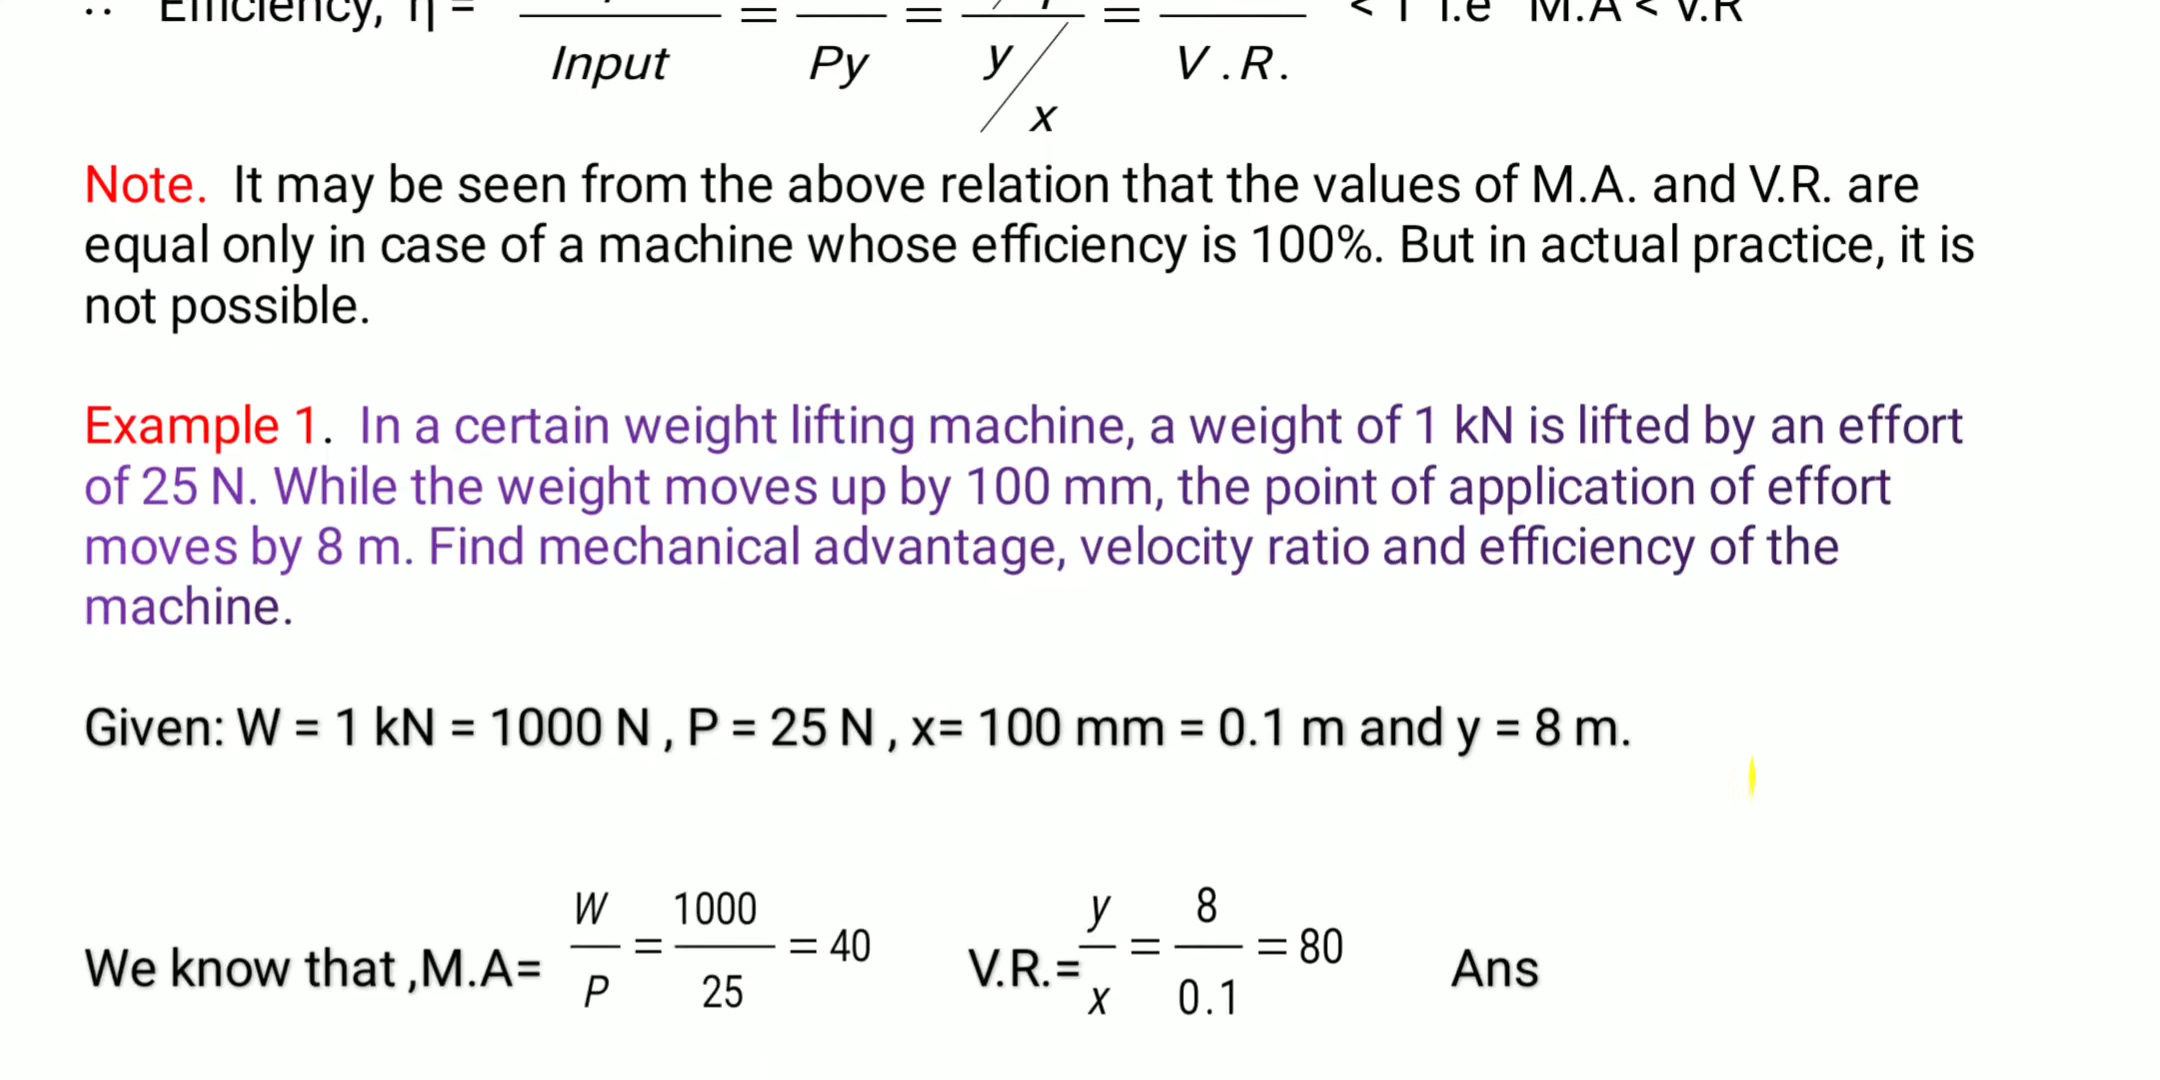 ∴ Efficiency, η = Input = Py = y/x = V.R. < 1 i.e M.A < V.R
Note. It may be seen from the above relation that the values of M.A. and V.R. are
equal only in case of a machine whose efficiency is 100%. But in actual practice, it is
not possible.
Example 1. In a certain weight lifting machine, a weight of 1 kN is lifted by an effort
of 25 N. While the weight moves up by 100 mm, the point of application of effort
moves by 8 m. Find mechanical advantage, velocity ratio and efficiency of the
machine.
Given: W = 1 kN = 1000 N , P = 25 N , x= 100 mm = 0.1 m and y = 8 m.
We know that ,M.A= W/P = 1000/25 = 40 V.R.= y/x = 8/0.1 = 80 Ans